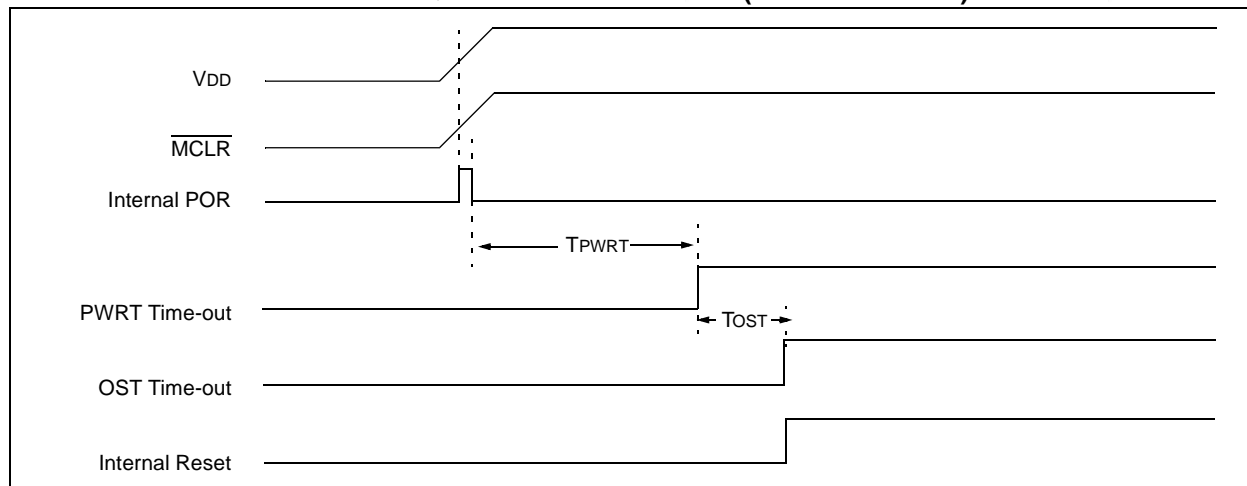 VDD
MCLR
Internal POR
TPWRT
PWRT Time-out
TOST
OST Time-out
Internal Reset